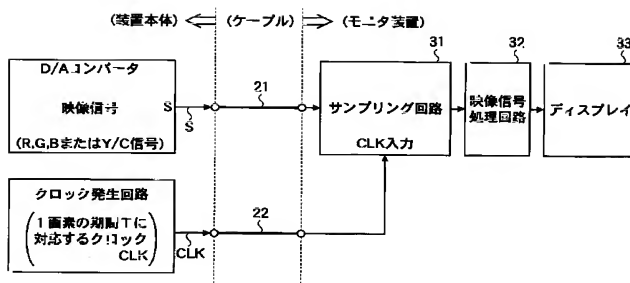 (装置本体)
(ケーブル)
(モニタ装置)
D/Aコンバータ
映像信号
(R,G,BまたはY/C信号)
S
S
21
31
サンプリング回路
CLK入力
32
映像信号
処理回路
33
ディスプレイ
クロック発生回路
(1画素の期間Tに
対応するクロック
CLK)
CLK
22